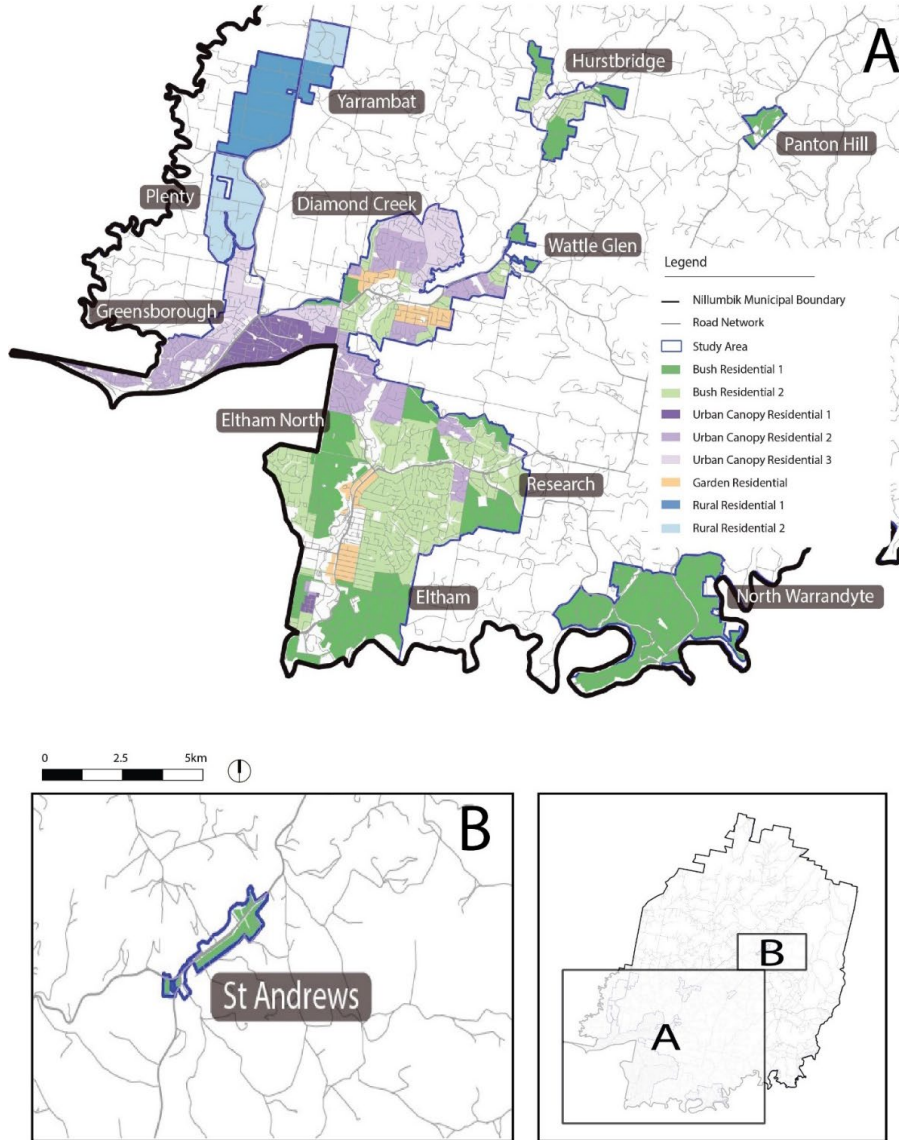 A
Hurstbridge
Yarrambat
Panton Hill
Plenty
Diamond Creek
Wattle Glen
Greensborough
Legend
Nillumbik Municipal Boundary
Road Network
Study Area
Bush Residential 1
Bush Residential 2
Urban Canopy Residential 1
Urban Canopy Residential 2
Urban Canopy Residential 3
Garden Residential
Rural Residential 1
Rural Residential 2
Eltham North
Research
Eltham
North Warrandyte
0 2.5 5km
B
St Andrews
B
A